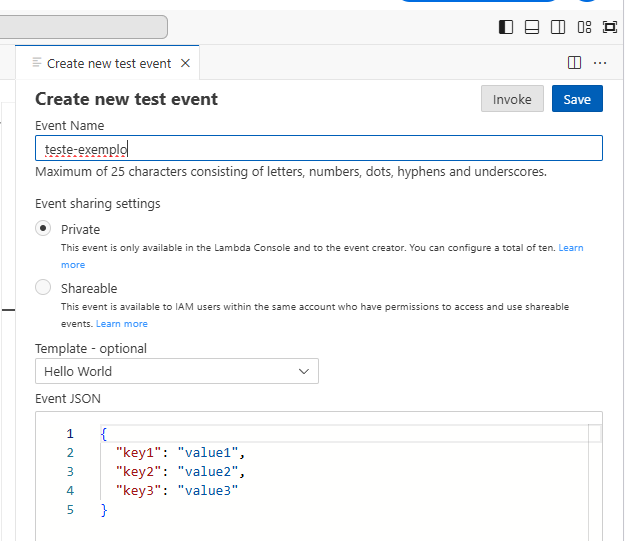 Create new test event
Create new test event
Invoke
Save
Event Name
teste-exemplo
Maximum of 25 characters consisting of letters, numbers, dots, hyphens and underscores.
Event sharing settings
Private
This event is only available in the Lambda Console and to the event creator. You can configure a total of ten. Learn
more
Shareable
This event is available to IAM users within the same account who have permissions to access and use shareable
events. Learn more
Template - optional
Hello World
Event JSON
1 {
2 "key1": "value1",
3 "key2": "value2",
4 "key3": "value3"
5 }